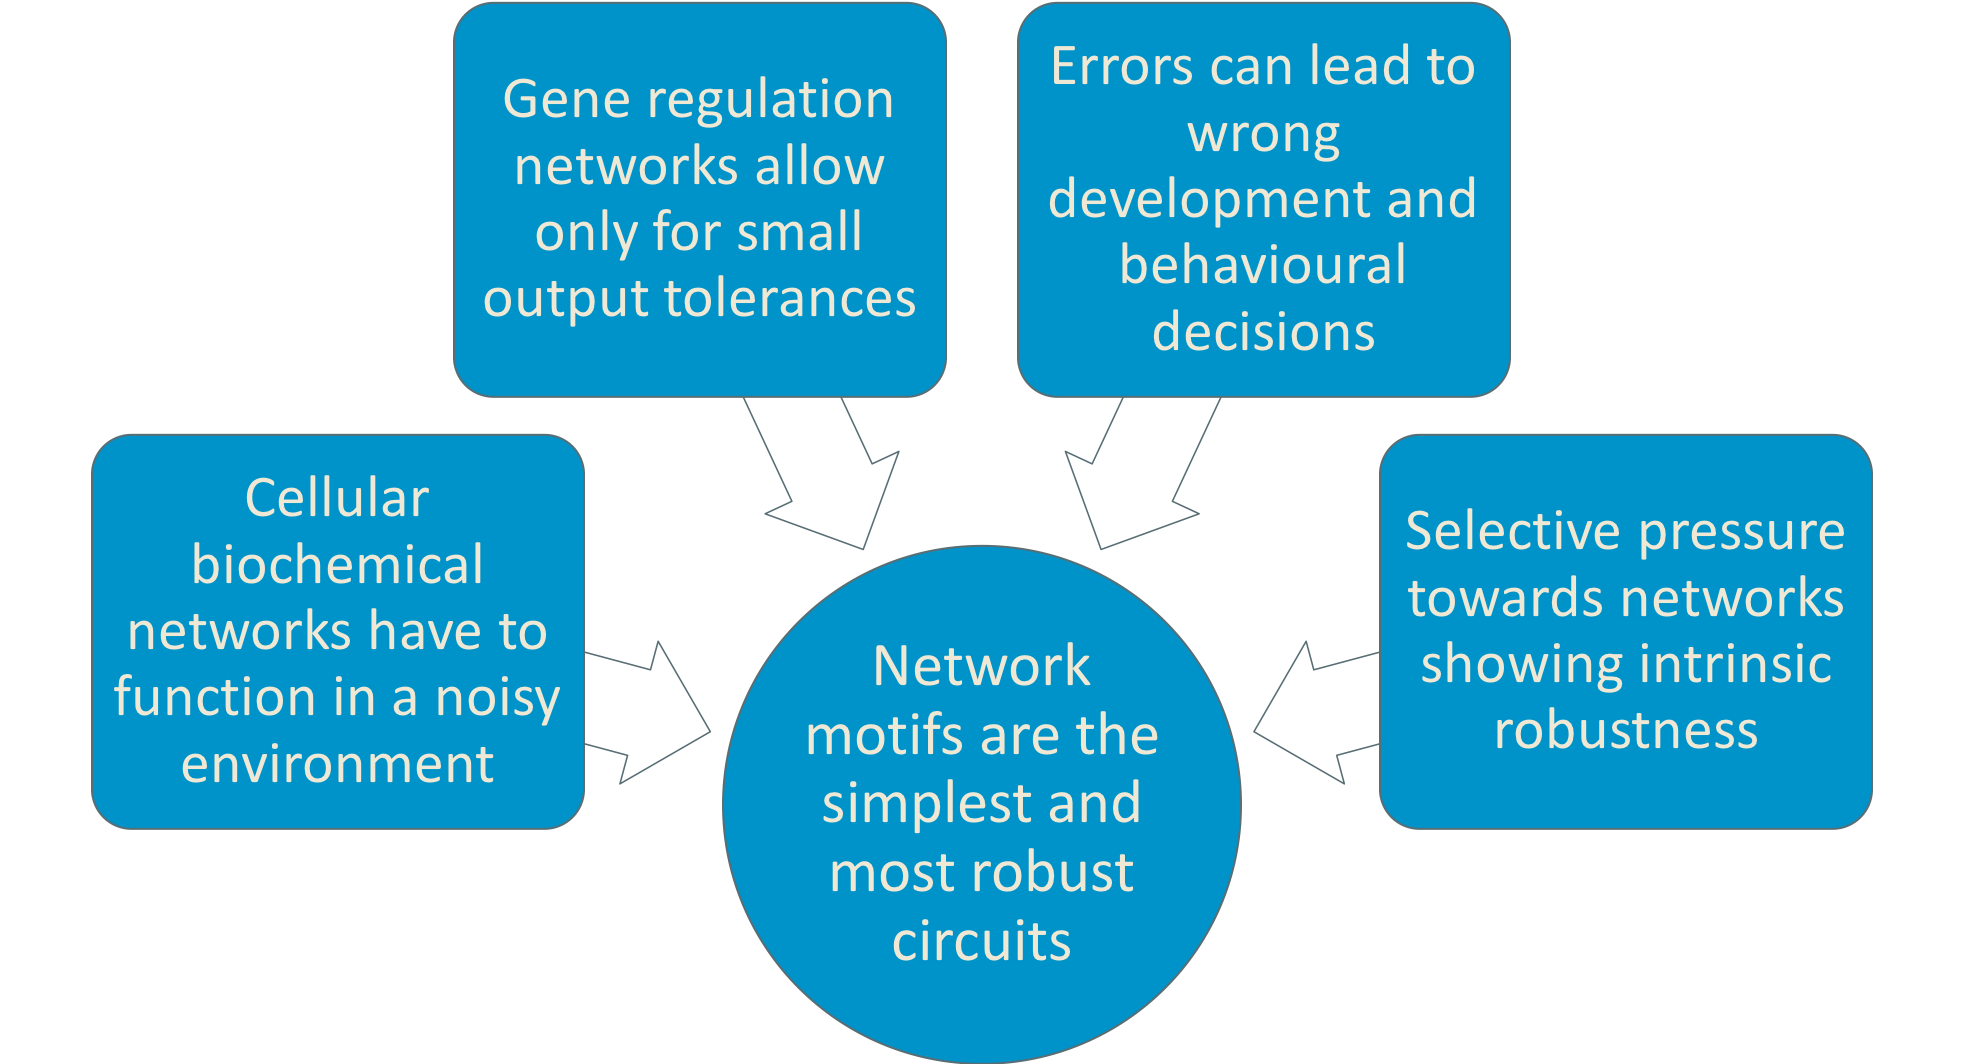 Gene regulation
networks allow
only for small
output tolerances
Errors can lead to
wrong
development and
behavioural
decisions
Cellular
biochemical
networks have to
function in a noisy
environment
Selective pressure
towards networks
showing intrinsic
robustness
Network
motifs are the
simplest and
most robust
circuits